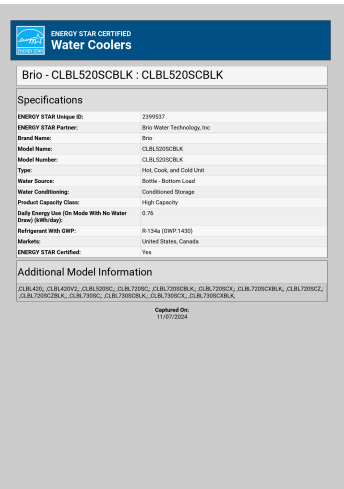 ENERGY STAR CERTIFIED
Water Coolers
ENERGY STAR
Brio - CLBL520SCBLK : CLBL520SCBLK
Specifications
ENERGY STAR Unique ID: 2399537
ENERGY STAR Partner: Brio Water Technology, Inc
Brand Name: Brio
Model Name: CLBL520SCBLK
Model Number: CLBL520SCBLK
Type: Hot, Cook, and Cold Unit
Water Source: Bottle - Bottom Load
Water Conditioning: Conditioned Storage
Product Capacity Class: High Capacity
Daily Energy Use (On Mode With No Water 0.76
Draw) (kWh/day):
Refrigerant With GWP: R-134a (GWP:1430)
Markets: United States, Canada
ENERGY STAR Certified: Yes
Additional Model Information
,CLBL420,; ,CLBL420V2,; ,CLBL520SC,; ,CLBL720SC,; ,CLBL720SCBLK,; ,CLBL720SCX,; ,CLBL720SCXBLK,; ,CLBL720SCZ,;
,CLBL720SCZBLK,; ,CLBL730SC,; ,CLBL730SCBLK,; ,CLBL730SCX,; ,CLBL730SCXBLK,
Captured On:
11/07/2024